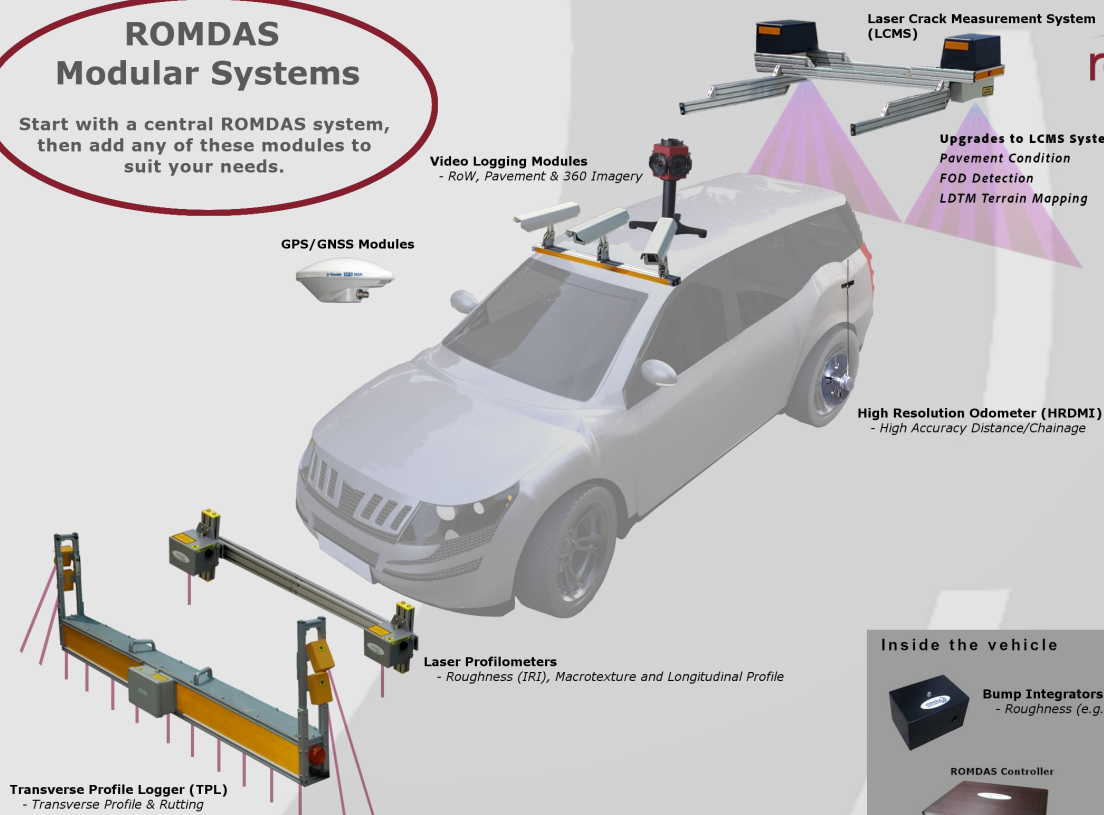 ROMDAS
Modular Systems
Start with a central ROMDAS system,
then add any of these modules to
suit your needs.
Laser Crack Measurement System
(LCMS)
Upgrades to LCMS Syste
Pavement Condition
FOD Detection
LDTM Terrain Mapping
Video Logging Modules
- RoW, Pavement & 360 Imagery
GPS/GNSS Modules
High Resolution Odometer (HRDMI)
- High Accuracy Distance/Chainage
Laser Profilometers
- Roughness (IRI), Macrotexture and Longitudinal Profile
Transverse Profile Logger (TPL)
- Transverse Profile & Rutting
Inside the vehicle
Bump Integrators
- Roughness (e.g.
ROMDAS Controller